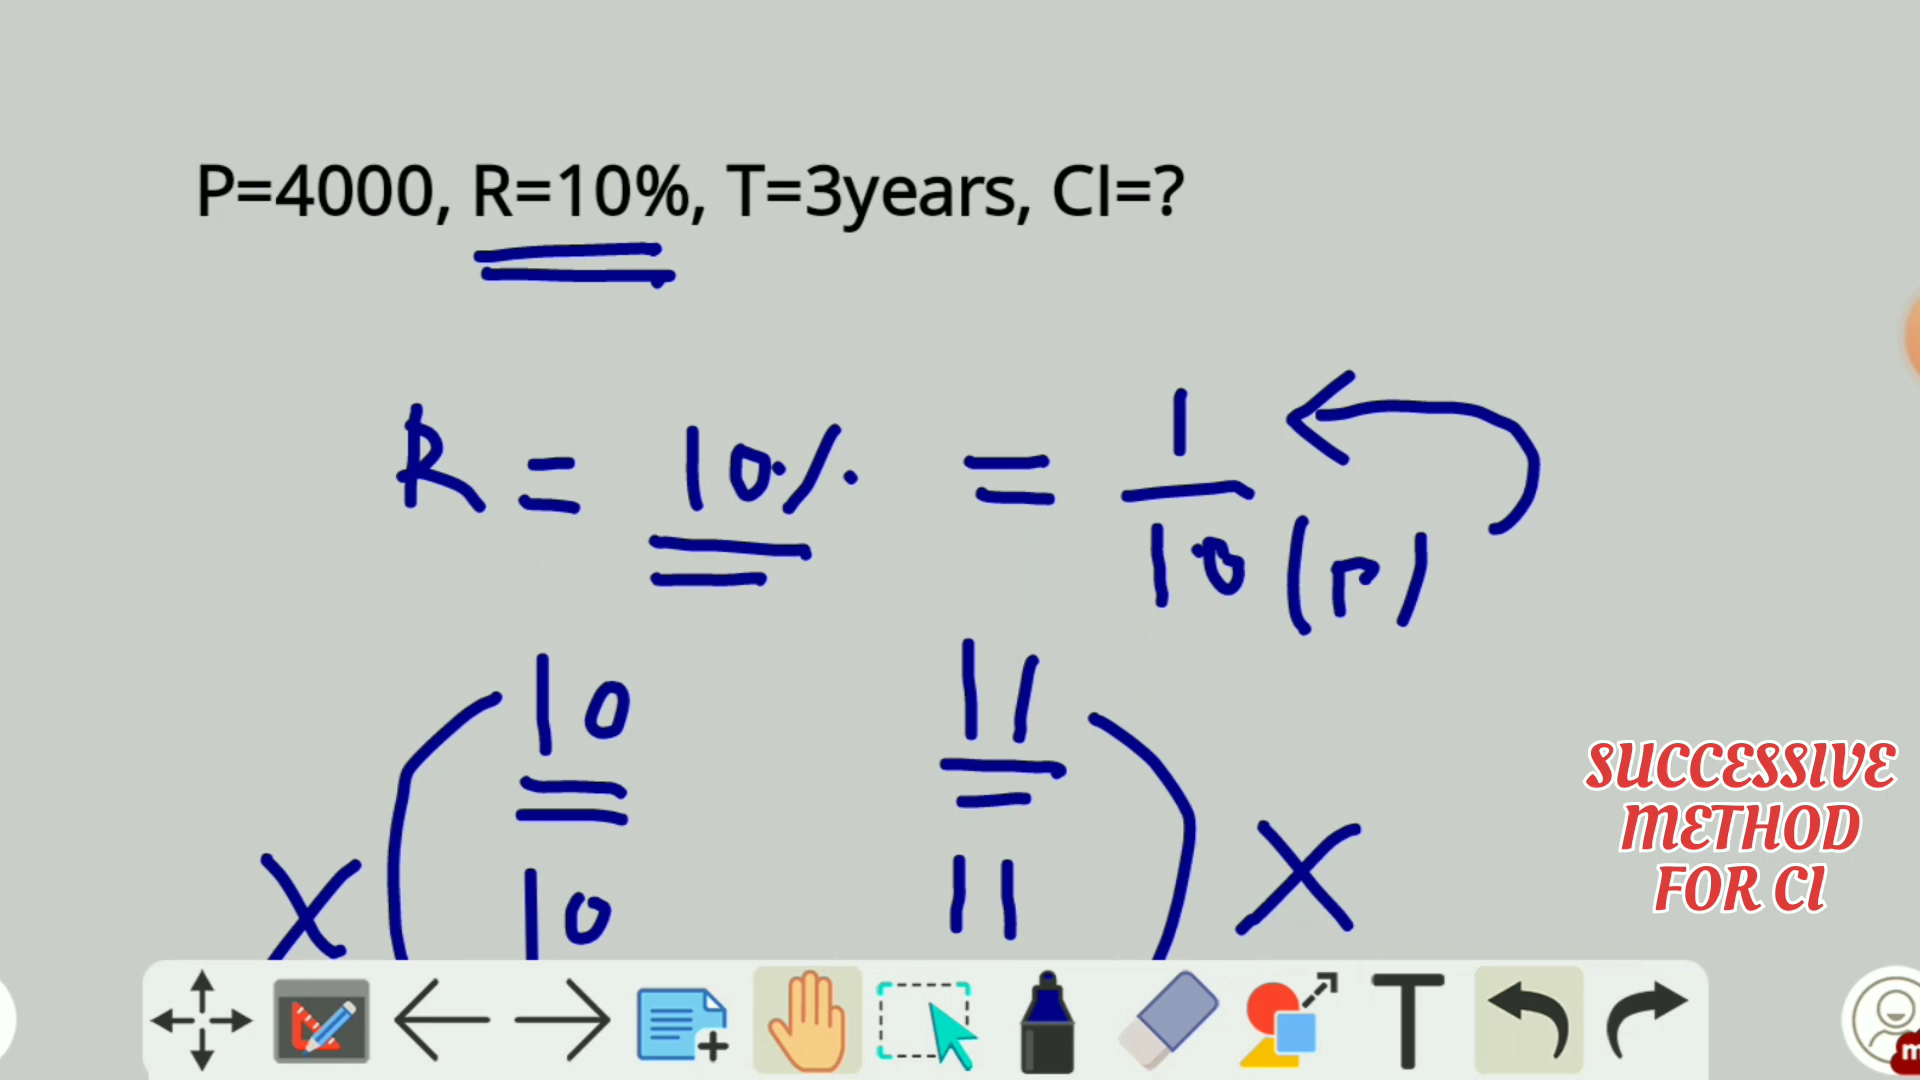 P=4000, R=10%, T=3years, CI=?
R = 10% = 1/10 (P)
10 11
X ( 10 11 ) X
SUCCESSIVE
METHOD
FOR CI
T
m